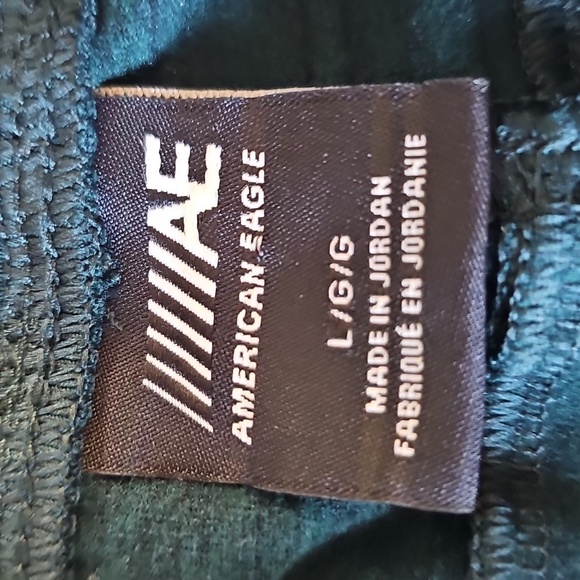 AE
AMERICAN EAGLE
L/G/G
MADE IN JORDAN
FABRIQUÉ EN JORDANIE